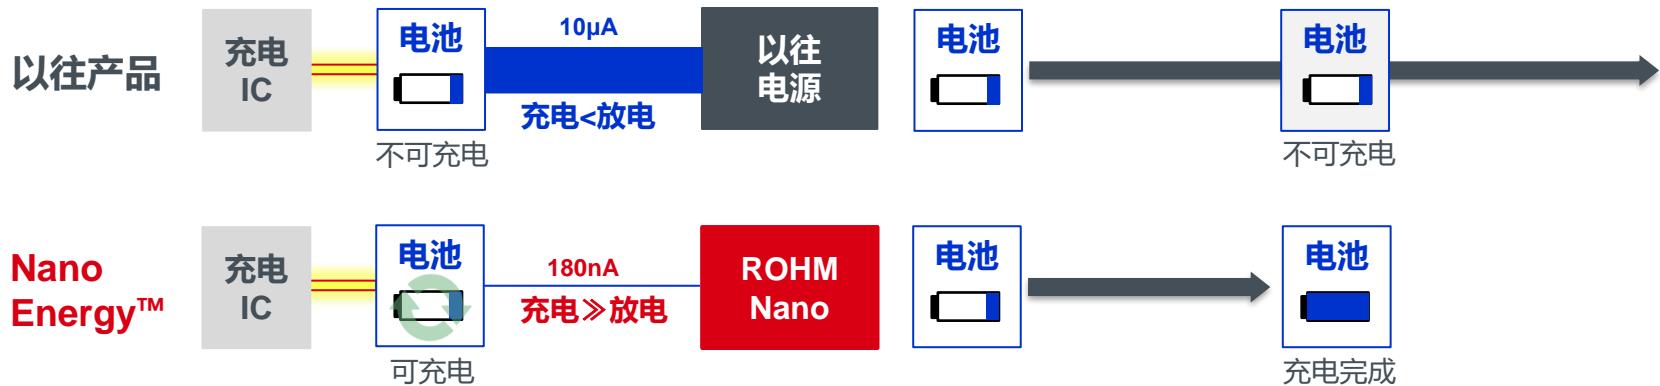 以往产品
充电
IC
电池
不可充电
10μA
充电<放电
以往
电源
电池
电池
不可充电
Nano
Energy™
充电
IC
电池
可充电
180nA
充电≫放电
ROHM
Nano
电池
电池
充电完成